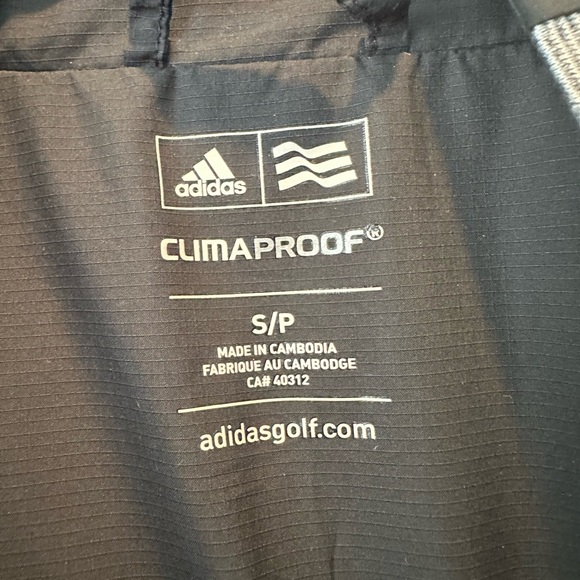 adidas
CLIMAPROOF®
S/P
MADE IN CAMBODIA
FABRIQUE AU CAMBODGE
CA# 40312
adidasgolf.com